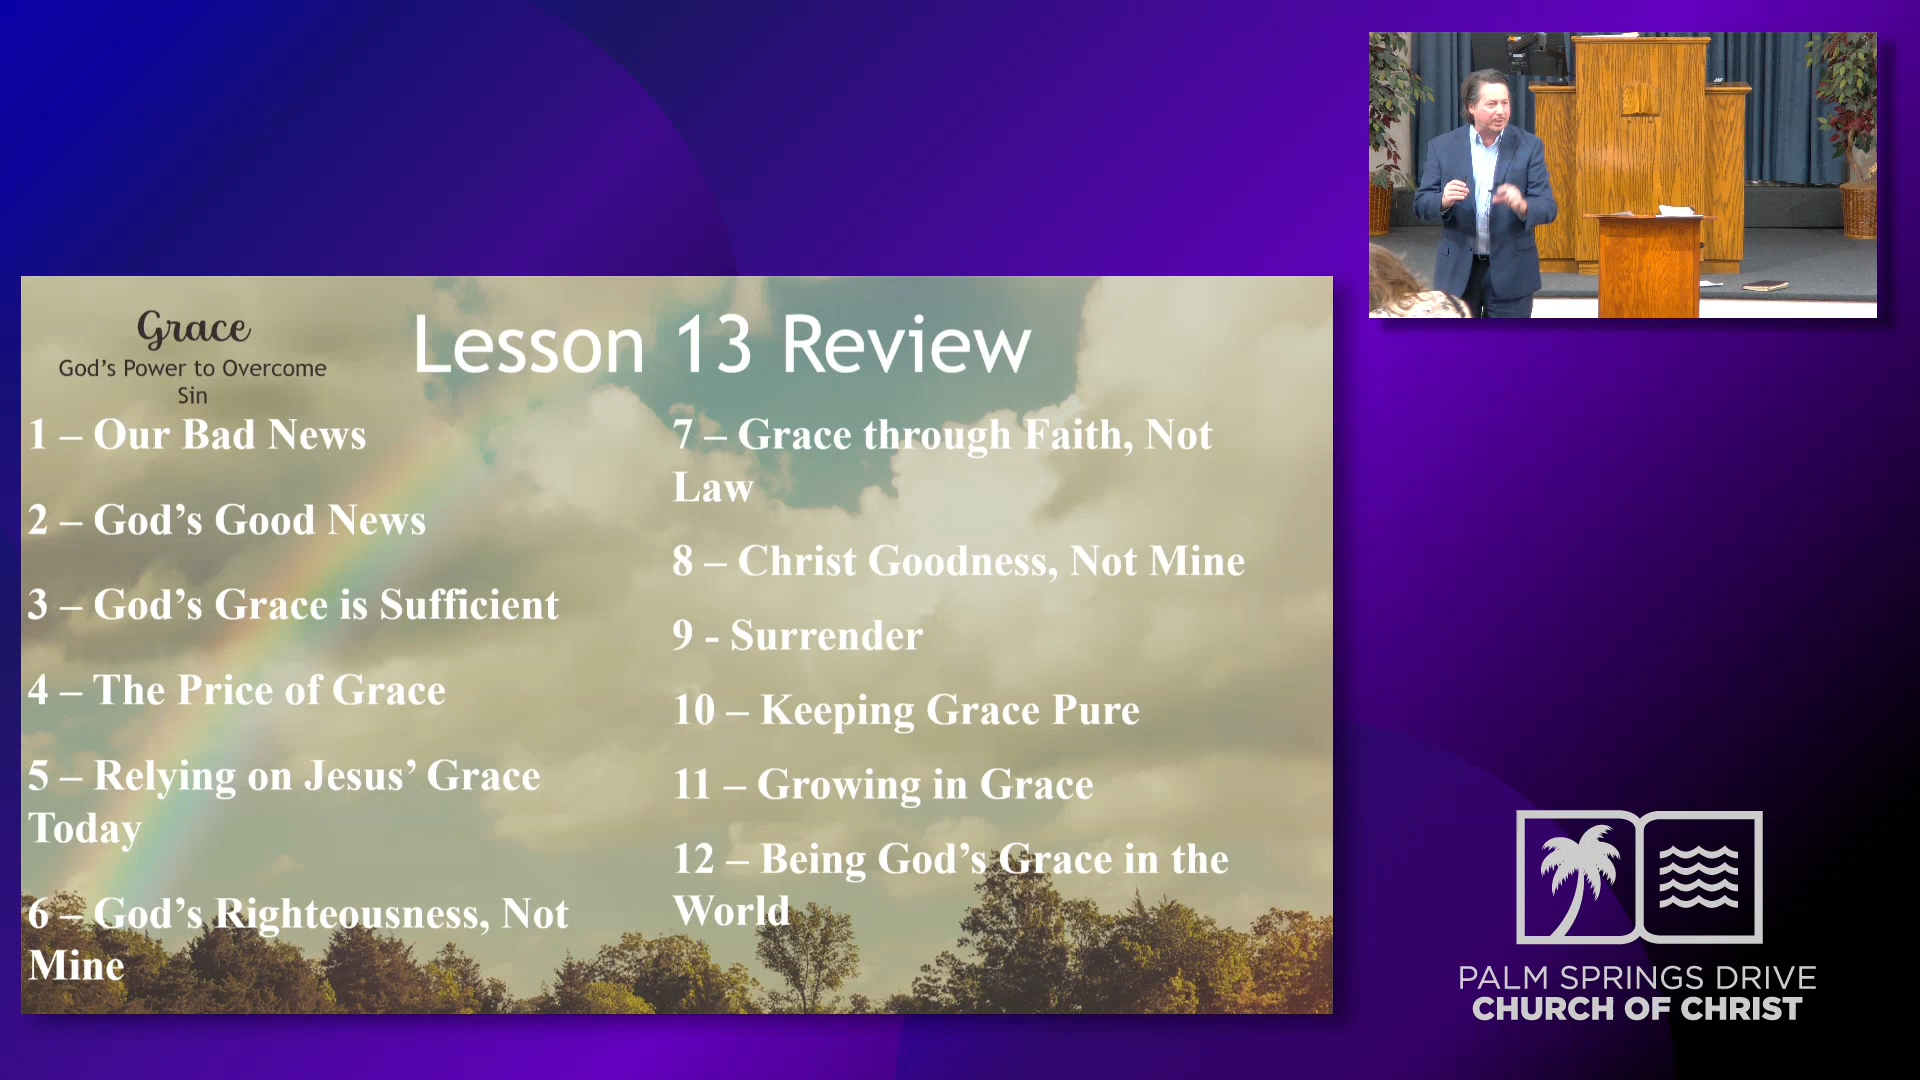 Grace
God’s Power to Overcome
Sin
Lesson 13 Review
1 – Our Bad News
2 – God’s Good News
3 – God’s Grace is Sufficient
4 – The Price of Grace
5 – Relying on Jesus’ Grace
Today
6 – God’s Righteousness, Not
Mine
7 – Grace through Faith, Not
Law
8 – Christ Goodness, Not Mine
9 - Surrender
10 – Keeping Grace Pure
11 – Growing in Grace
12 – Being God’s Grace in the
World
PALM SPRINGS DRIVE
CHURCH OF CHRIST